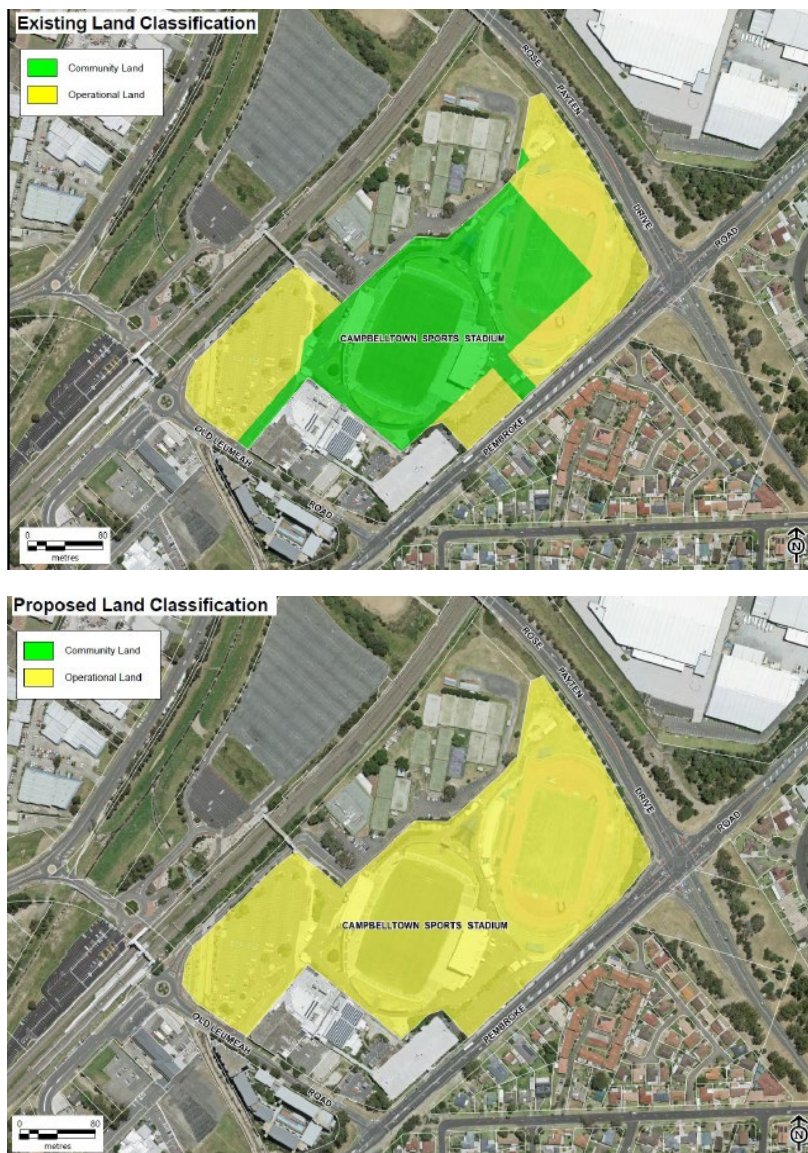 Existing Land Classification
Community Land
Operational Land
ROSE
PAYTEN
DRIVE
ROAD
CAMPBELLTOWN SPORTS STADIUM
PEMBROKE
OLD LEUMEAH
ROAD
0 80
metres
N
Proposed Land Classification
Community Land
Operational Land
ROSE
PAYTEN
DRIVE
ROAD
CAMPBELLTOWN SPORTS STADIUM
PEMBROKE
OLD LEUMEAH
ROAD
0 80
metres
N